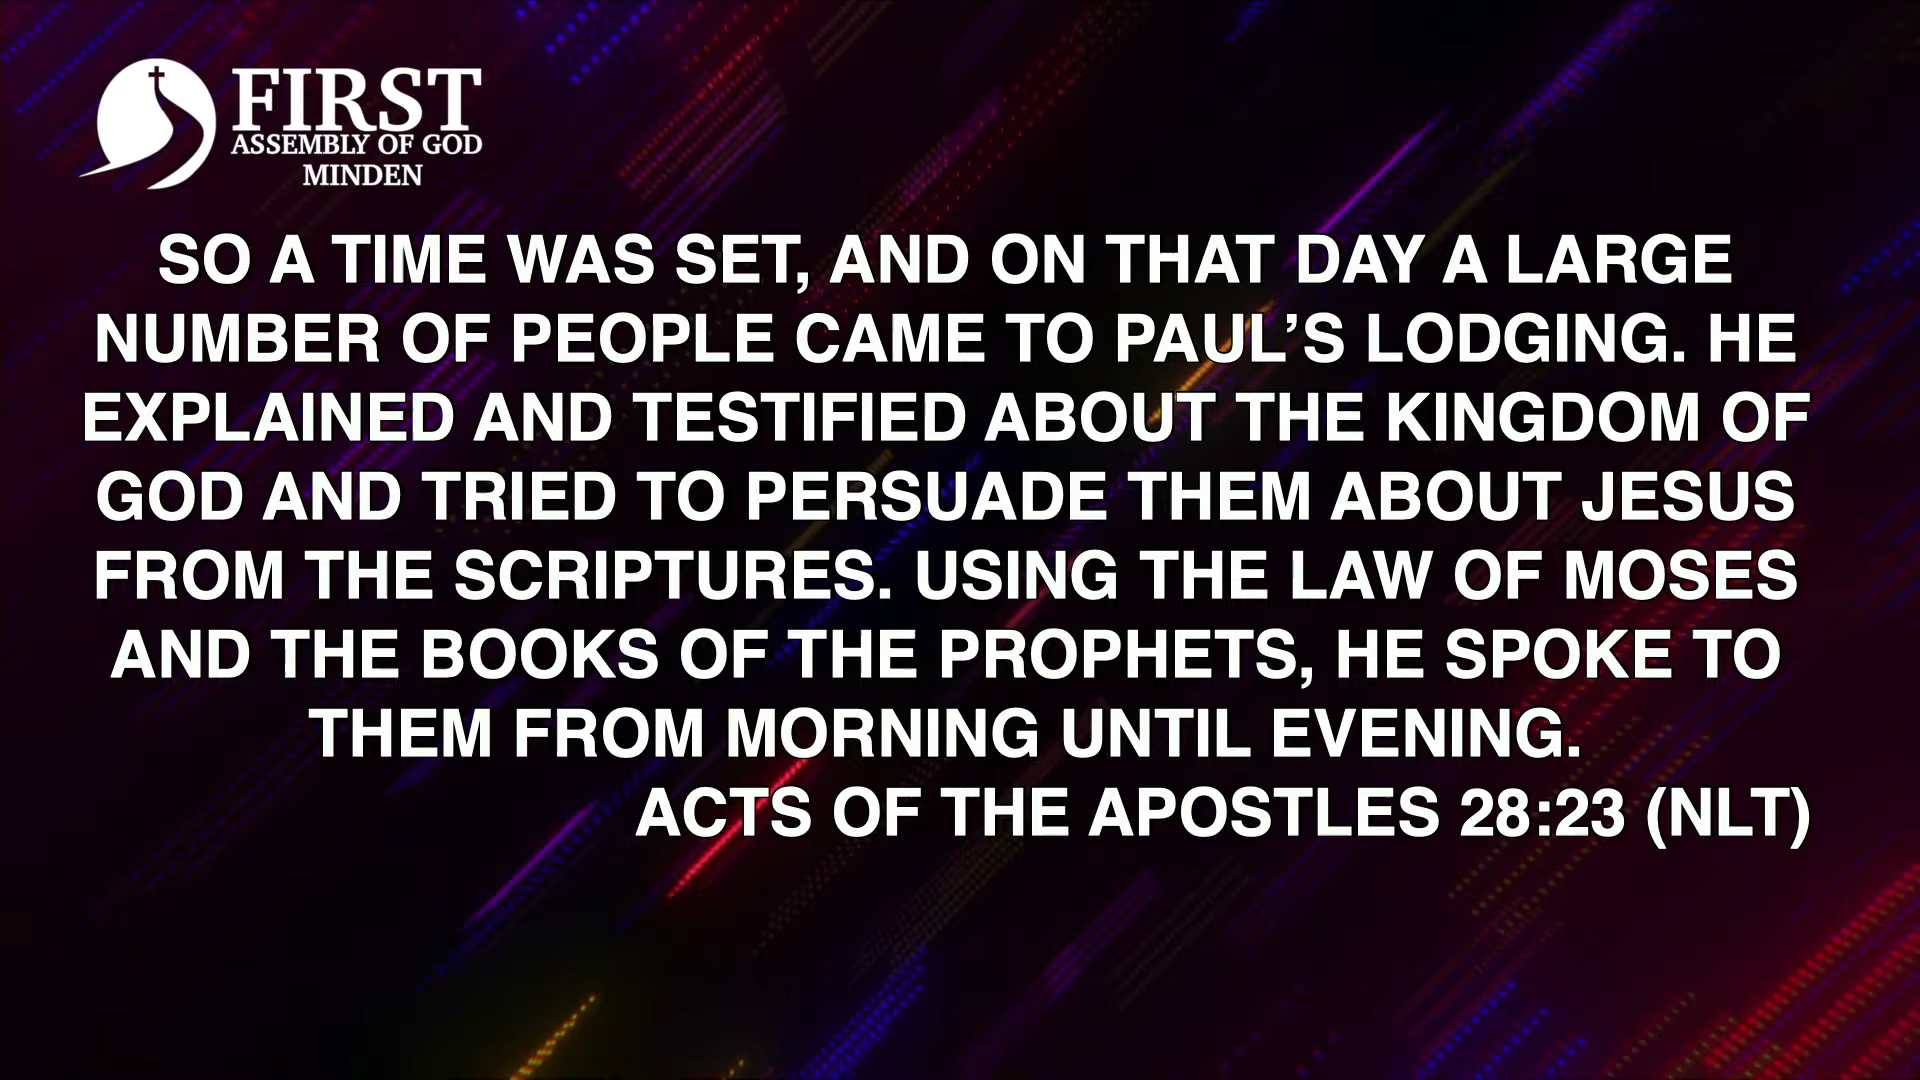 FIRST
ASSEMBLY OF GOD
MINDEN
SO A TIME WAS SET, AND ON THAT DAY A LARGE
NUMBER OF PEOPLE CAME TO PAUL’S LODGING. HE
EXPLAINED AND TESTIFIED ABOUT THE KINGDOM OF
GOD AND TRIED TO PERSUADE THEM ABOUT JESUS
FROM THE SCRIPTURES. USING THE LAW OF MOSES
AND THE BOOKS OF THE PROPHETS, HE SPOKE TO
THEM FROM MORNING UNTIL EVENING.
ACTS OF THE APOSTLES 28:23 (NLT)